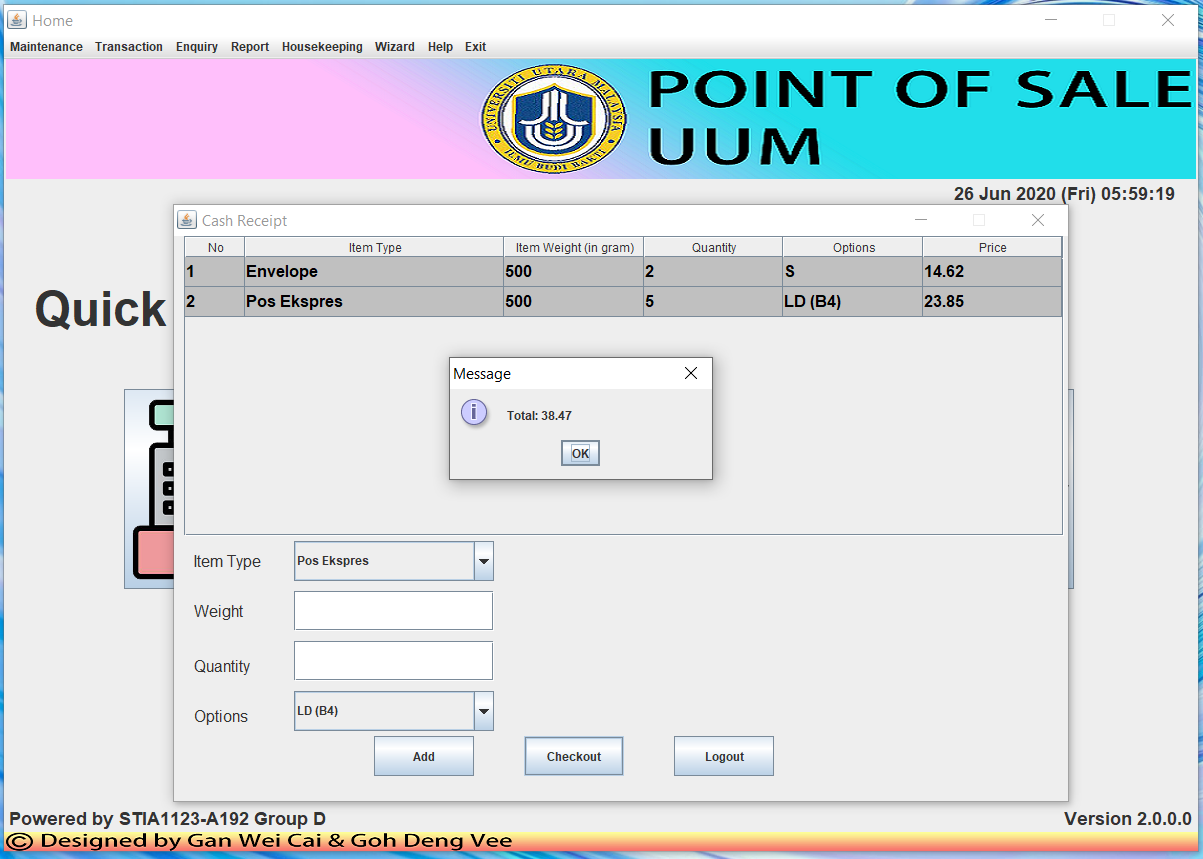 Home
Maintenance Transaction Enquiry Report Housekeeping Wizard Help Exit
UNIVERSITI UTARA MALAYSIA
ILMU BUDI BAKTI
POINT OF SALE
UUM
26 Jun 2020 (Fri) 05:59:19
Quick
Cash Receipt
No Item Type Item Weight (in gram) Quantity Options Price
1 Envelope 500 2 S 14.62
2 Pos Ekspres 500 5 LD (B4) 23.85
Message
Total: 38.47
OK
Item Type Pos Ekspres
Weight
Quantity
Options LD (B4)
Add Checkout Logout
Powered by STIA1123-A192 Group D Version 2.0.0.0
© Designed by Gan Wei Cai & Goh Deng Vee